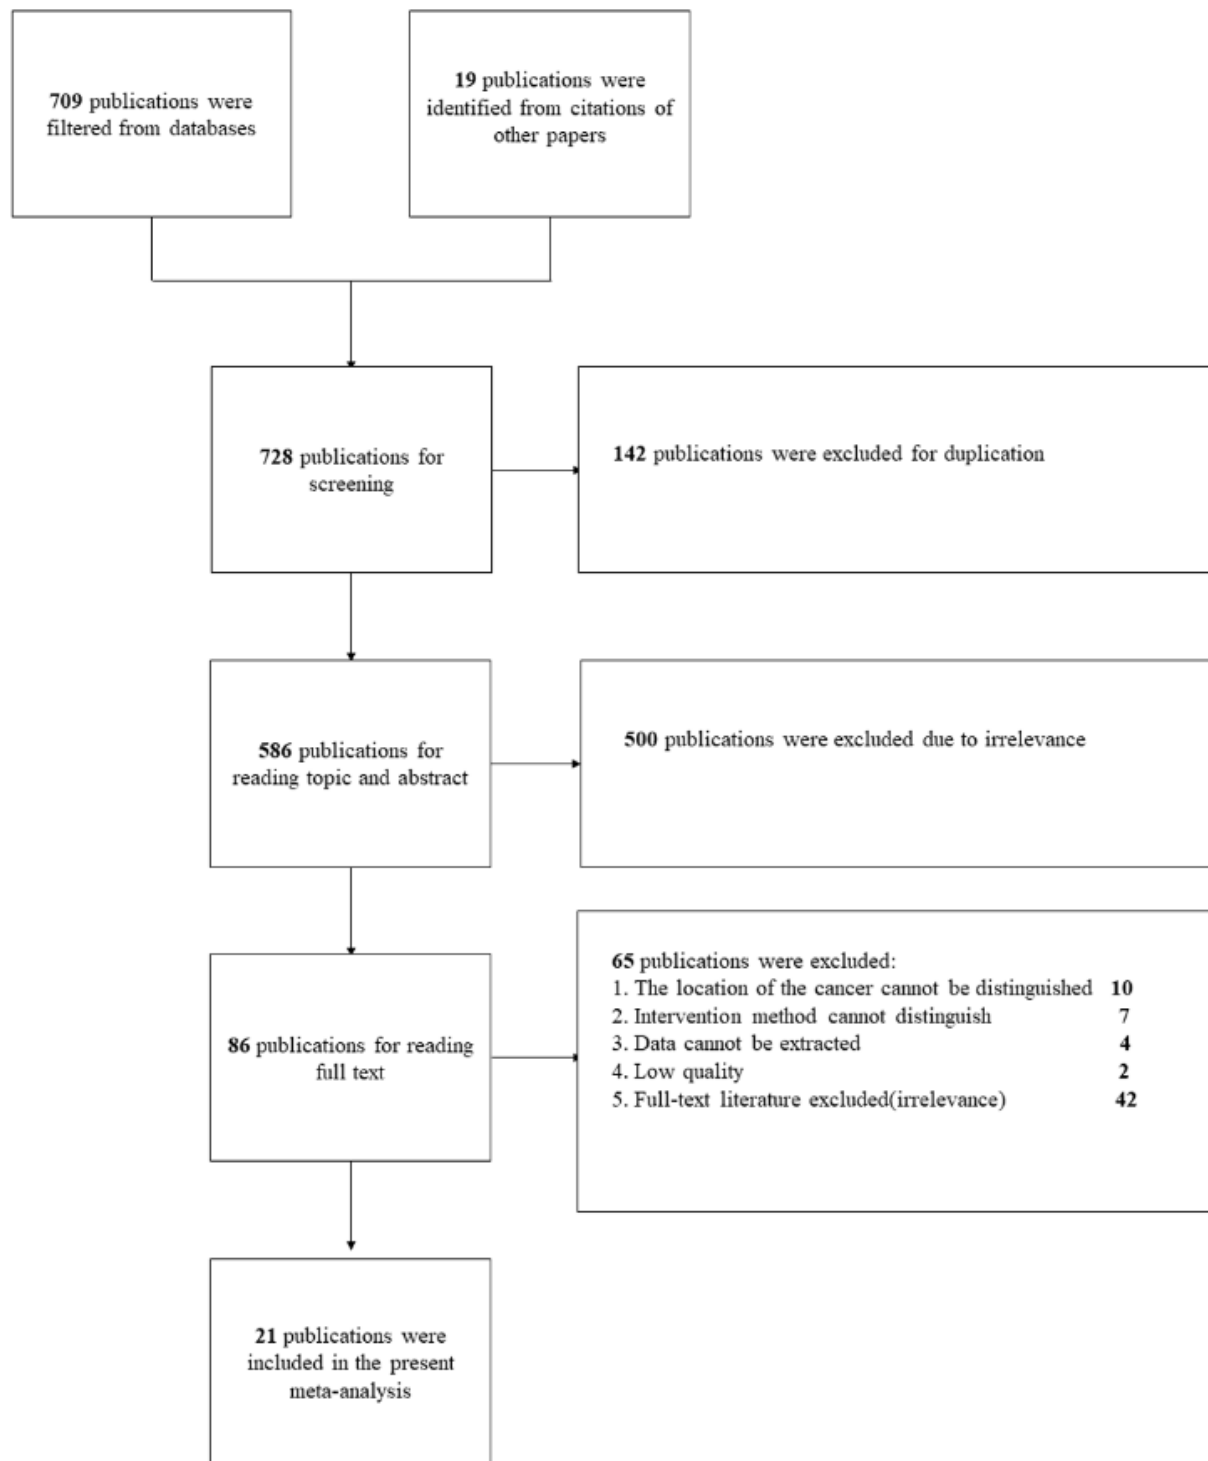 709 publications were
filtered from databases
19 publications were
identified from citations of
other papers
728 publications for
screening
142 publications were excluded for duplication
586 publications for
reading topic and abstract
500 publications were excluded due to irrelevance
86 publications for reading
full text
65 publications were excluded:
1. The location of the cancer cannot be distinguished 10
2. Intervention method cannot distinguish 7
3. Data cannot be extracted 4
4. Low quality 2
5. Full-text literature excluded(irrelevance) 42
21 publications were
included in the present
meta-analysis